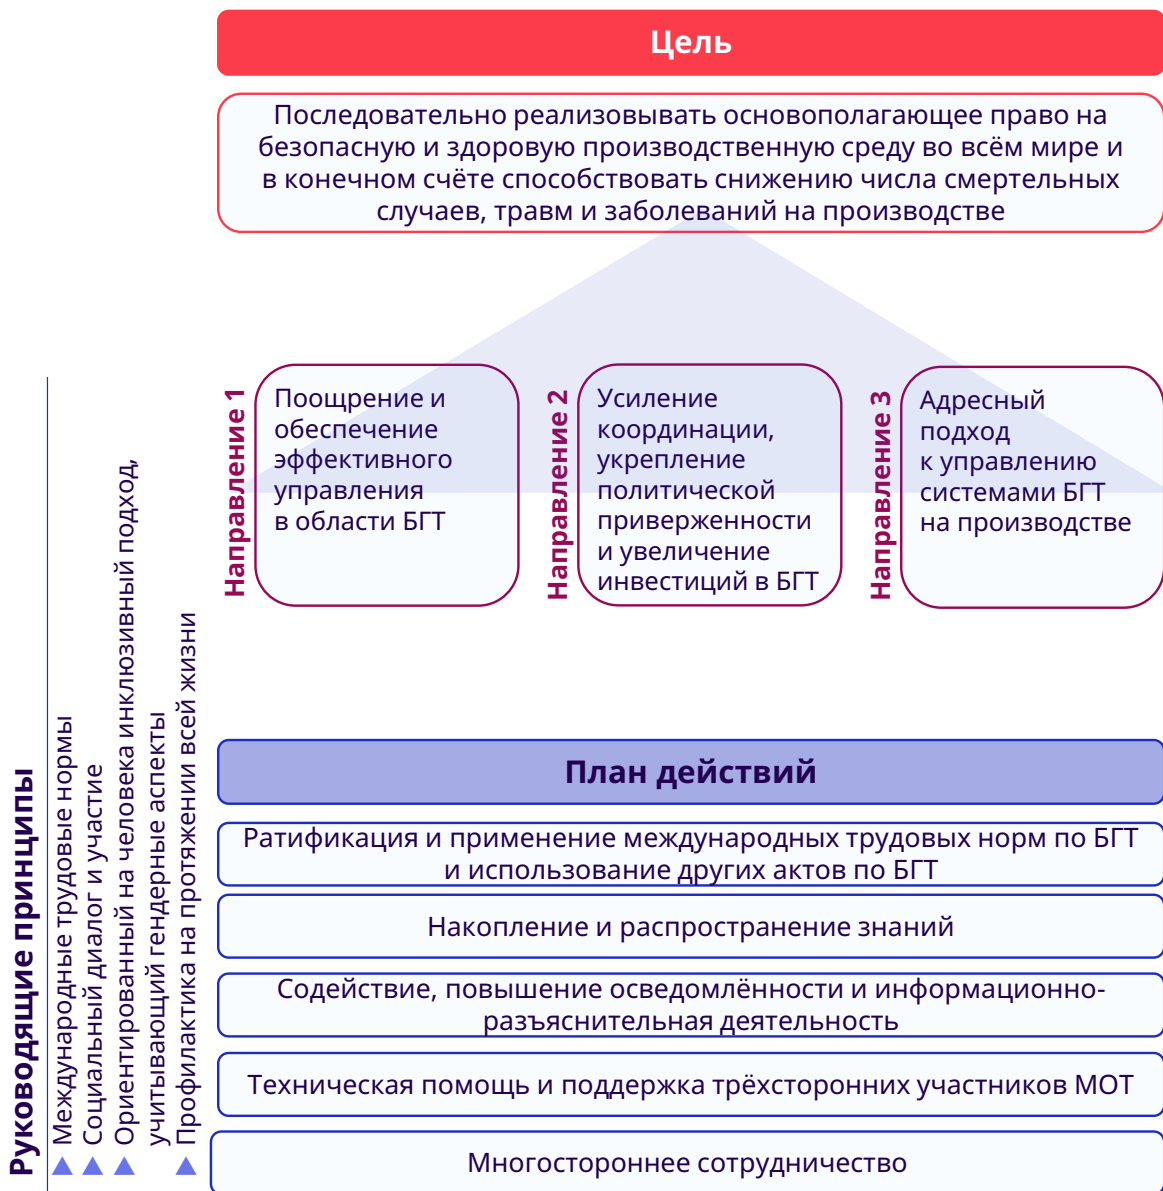 Цель
Последовательно реализовывать основополагающее право на
безопасную и здоровую производственную среду во всём мире и
в конечном счёте способствовать снижению числа смертельных
случаев, травм и заболеваний на производстве
Направление 1
Поощрение и
обеспечение
эффективного
управления
в области БГТ
Направление 2
Усиление
координации,
укрепление
политической
приверженности
и увеличение
инвестиций в БГТ
Направление 3
Адресный
подход
к управлению
системами БГТ
на производстве
Руководящие принципы
Международные трудовые нормы
Социальный диалог и участие
Ориентированный на человека инклюзивный подход,
учитывающий гендерные аспекты
Профилактика на протяжении всей жизни
План действий
Ратификация и применение международных трудовых норм по БГТ
и использование других актов по БГТ
Накопление и распространение знаний
Содействие, повышение осведомлённости и информационно-
разъяснительная деятельность
Техническая помощь и поддержка трёхсторонних участников МОТ
Многостороннее сотрудничество